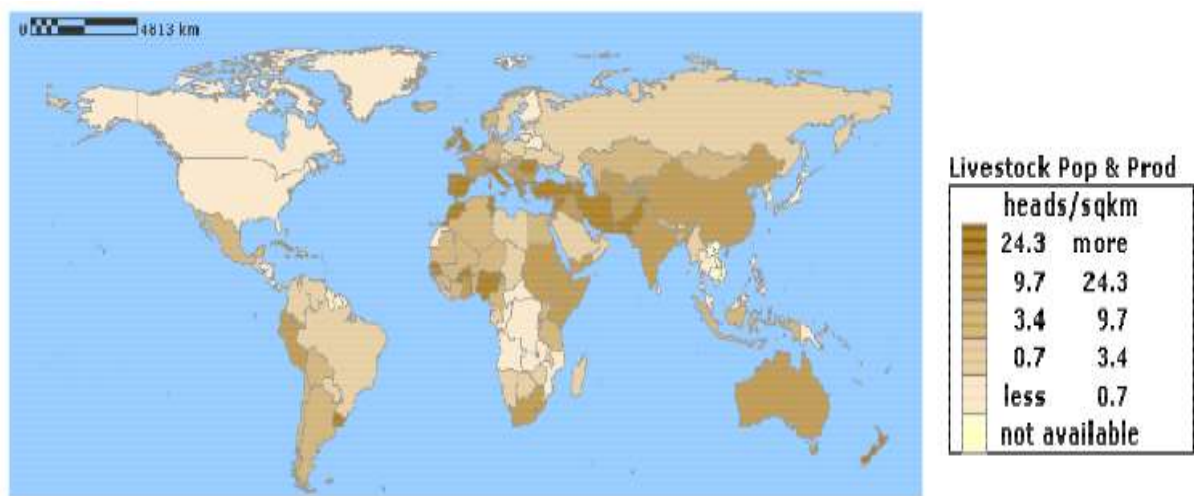 0 4813 km
Livestock Pop & Prod
heads/sqkm
24.3 more
9.7 24.3
3.4 9.7
0.7 3.4
less 0.7
not available